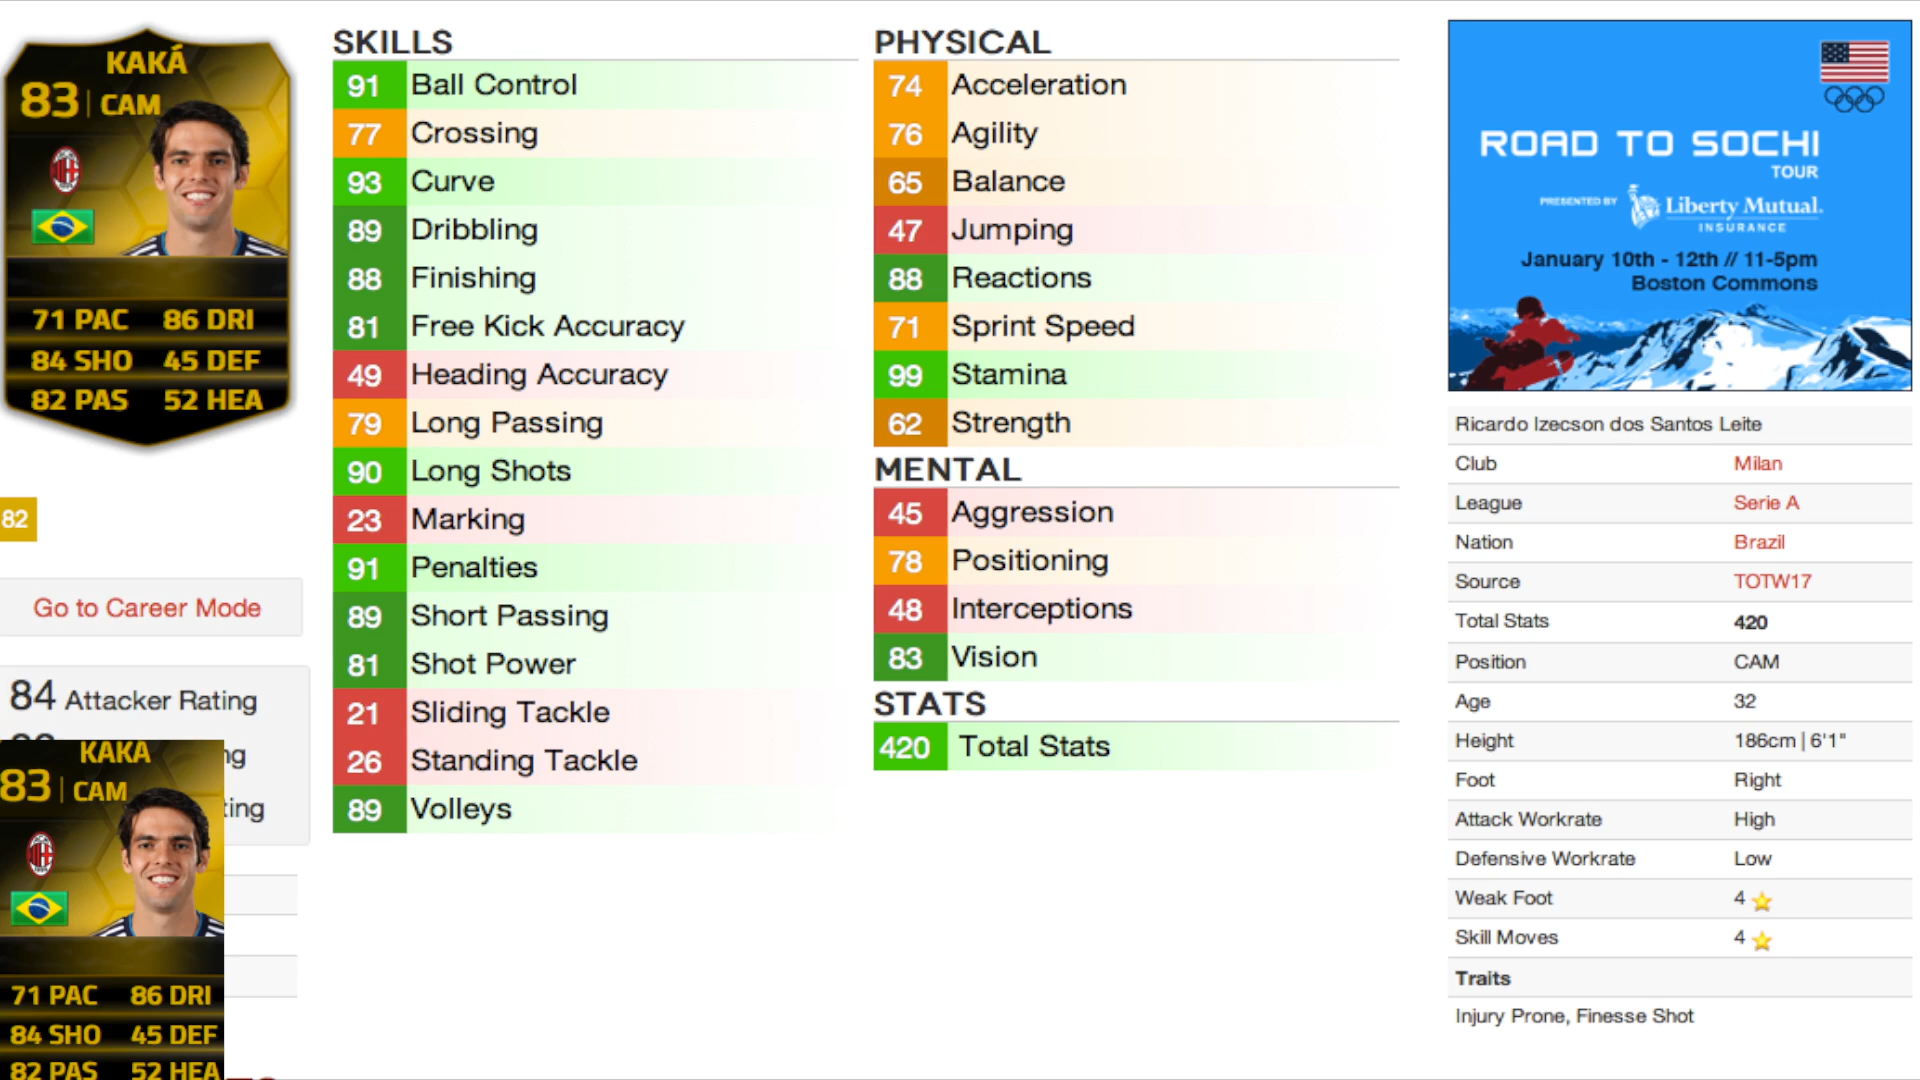 KAKÁ
83 | CAM
71 PAC 86 DRI
84 SHO 45 DEF
82 PAS 52 HEA
82
Go to Career Mode
84 Attacker Rating
ng
ting
KAKA
83 | CAM
71 PAC 86 DRI
84 SHO 45 DEF
82 PAS 52 HEA
SKILLS
91 Ball Control
77 Crossing
93 Curve
89 Dribbling
88 Finishing
81 Free Kick Accuracy
49 Heading Accuracy
79 Long Passing
90 Long Shots
23 Marking
91 Penalties
89 Short Passing
81 Shot Power
21 Sliding Tackle
26 Standing Tackle
89 Volleys
PHYSICAL
74 Acceleration
76 Agility
65 Balance
47 Jumping
88 Reactions
71 Sprint Speed
99 Stamina
62 Strength
MENTAL
45 Aggression
78 Positioning
48 Interceptions
83 Vision
STATS
420 Total Stats
ROAD TO SOCHI
TOUR
PRESENTED BY Liberty Mutual.
INSURANCE
January 10th - 12th // 11-5pm
Boston Commons
Ricardo Izecson dos Santos Leite
Club Milan
League Serie A
Nation Brazil
Source TOTW17
Total Stats 420
Position CAM
Age 32
Height 186cm | 6'1"
Foot Right
Attack Workrate High
Defensive Workrate Low
Weak Foot 4
Skill Moves 4
Traits
Injury Prone, Finesse Shot